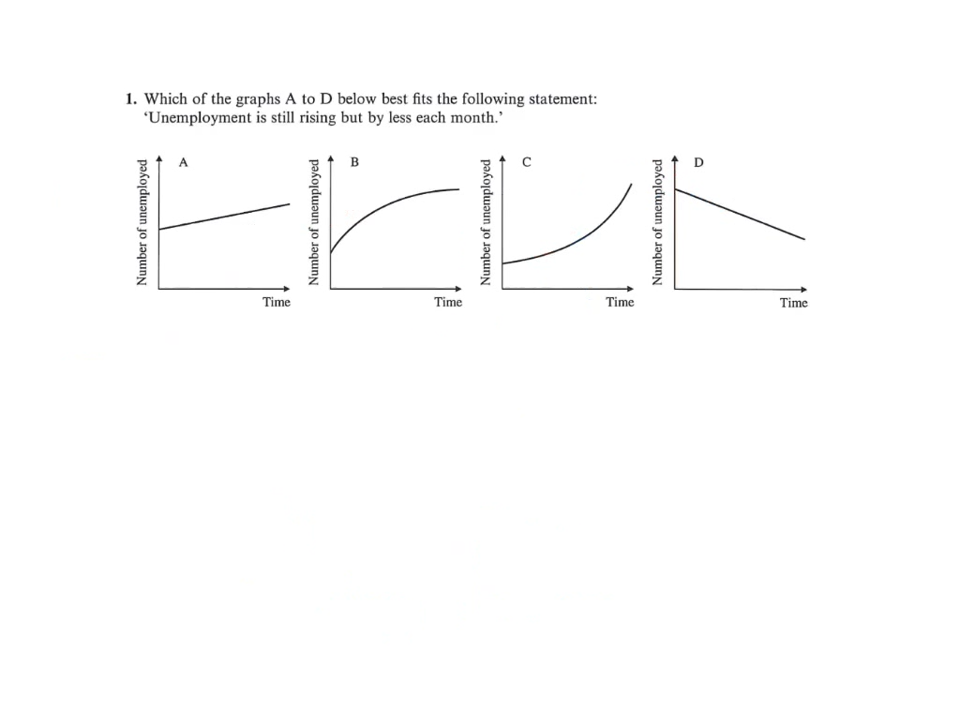 1. Which of the graphs A to D below best fits the following statement:
‘Unemployment is still rising but by less each month.’
A
Number of unemployed
Time
B
Number of unemployed
Time
C
Number of unemployed
Time
D
Number of unemployed
Time